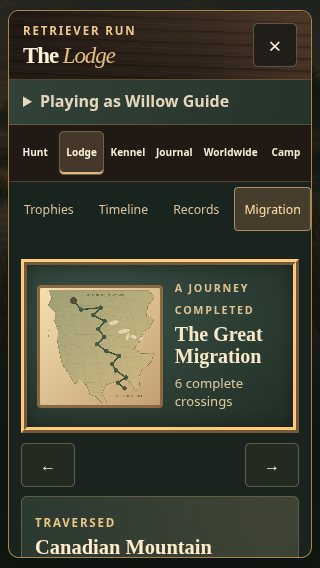 RETRIEVER RUN
The Lodge
×
▶ Playing as Willow Guide
Hunt Lodge Kennel Journal Worldwide Camp
Trophies Timeline Records Migration
A JOURNEY
COMPLETED
The Great
Migration
6 complete
crossings
← →
TRAVERSED
Canadian Mountain